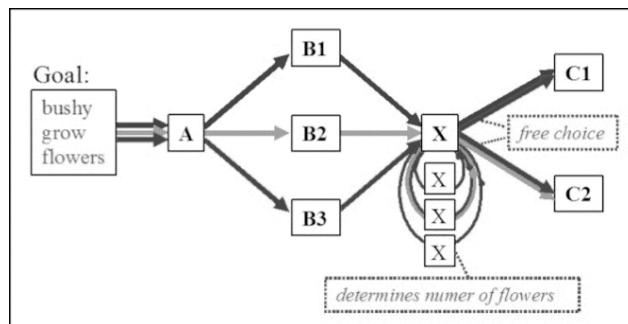 Goal:
bushy
grow
flowers
A
B1
B2
B3
X
X
X
X
C1
C2
free choice
determines numer of flowers